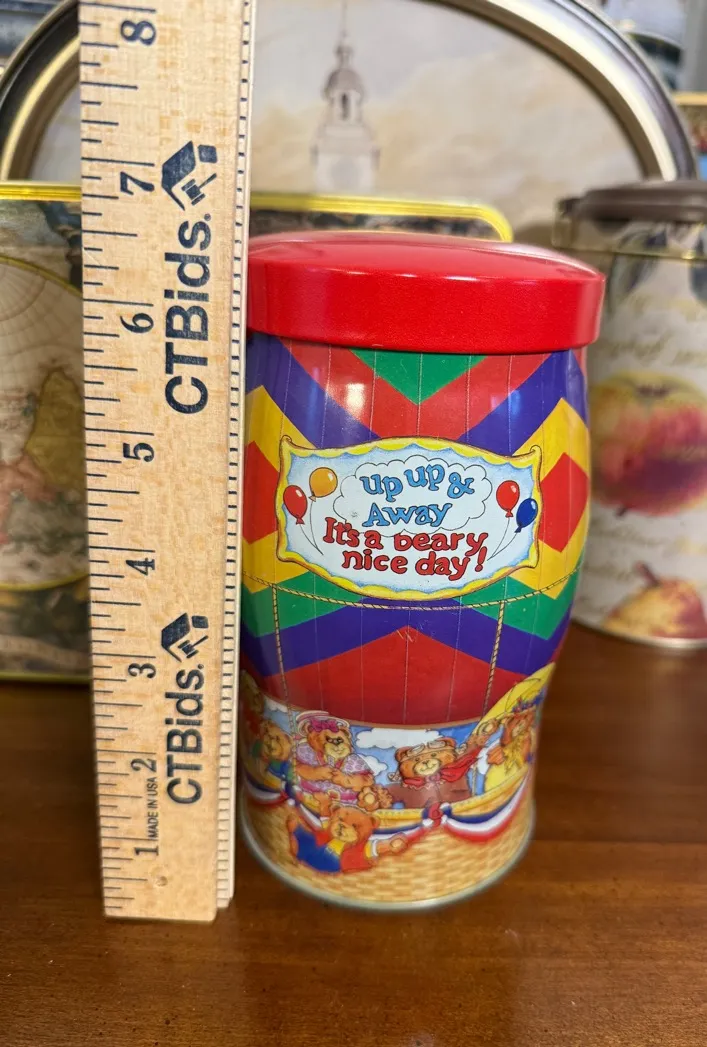 8
7
6
5
4
3
2
1
CTBids.
CTBids.
MADE IN USA
up up &
Away
It's a beary
nice day!